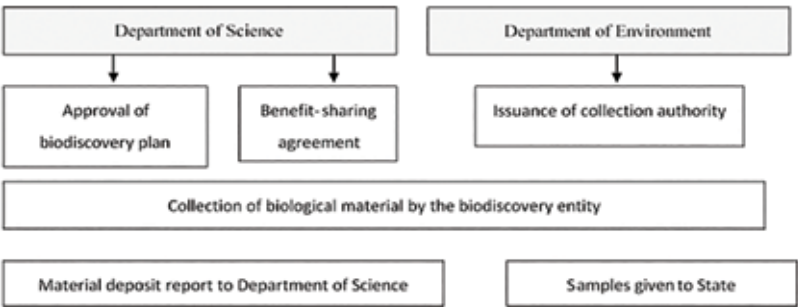 Department of Science
Department of Environment
Approval of
biodiscovery plan
Benefit-sharing
agreement
Issuance of collection authority
Collection of biological material by the biodiscovery entity
Material deposit report to Department of Science
Samples given to State